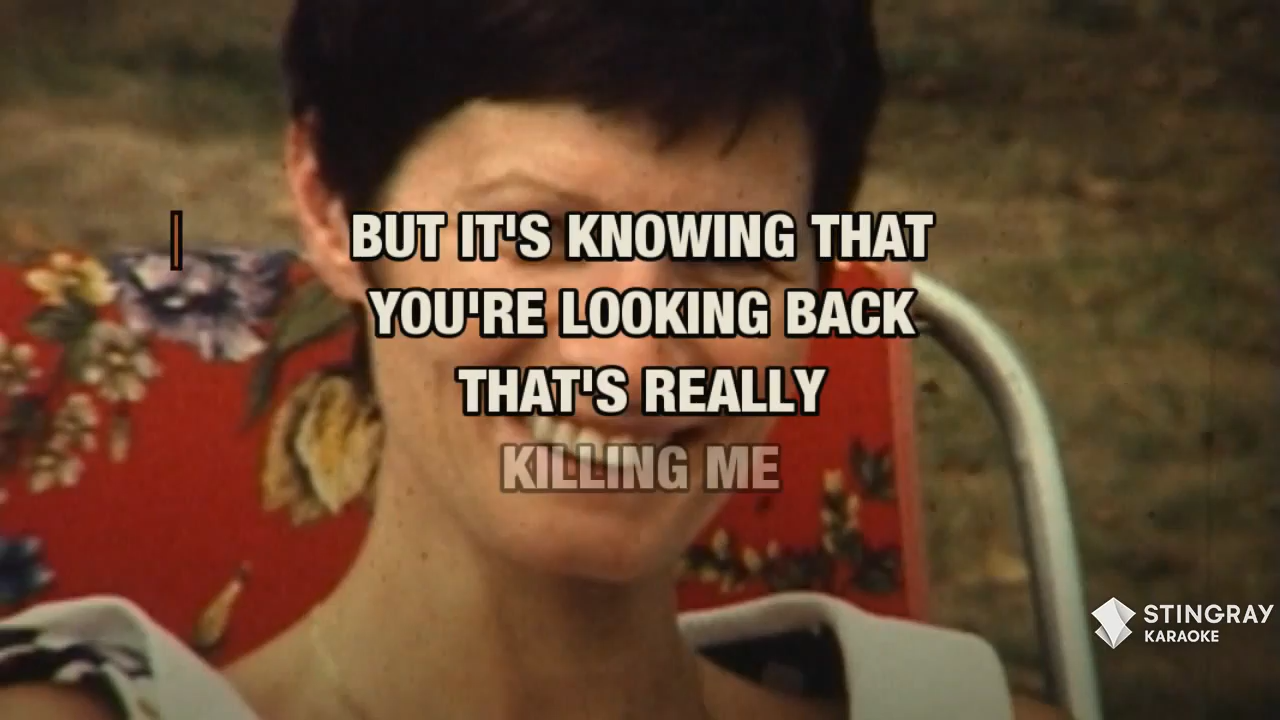 BUT IT'S KNOWING THAT
YOU'RE LOOKING BACK
THAT'S REALLY
KILLING ME
STINGRAY
KARAOKE